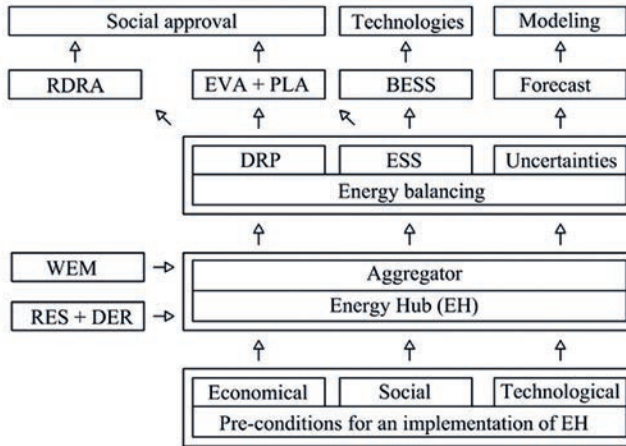 Social approval
Technologies
Modeling
RDRA
EVA + PLA
BESS
Forecast
DRP
ESS
Uncertainties
Energy balancing
WEM
Aggregator
RES + DER
Energy Hub (EH)
Economical
Social
Technological
Pre-conditions for an implementation of EH